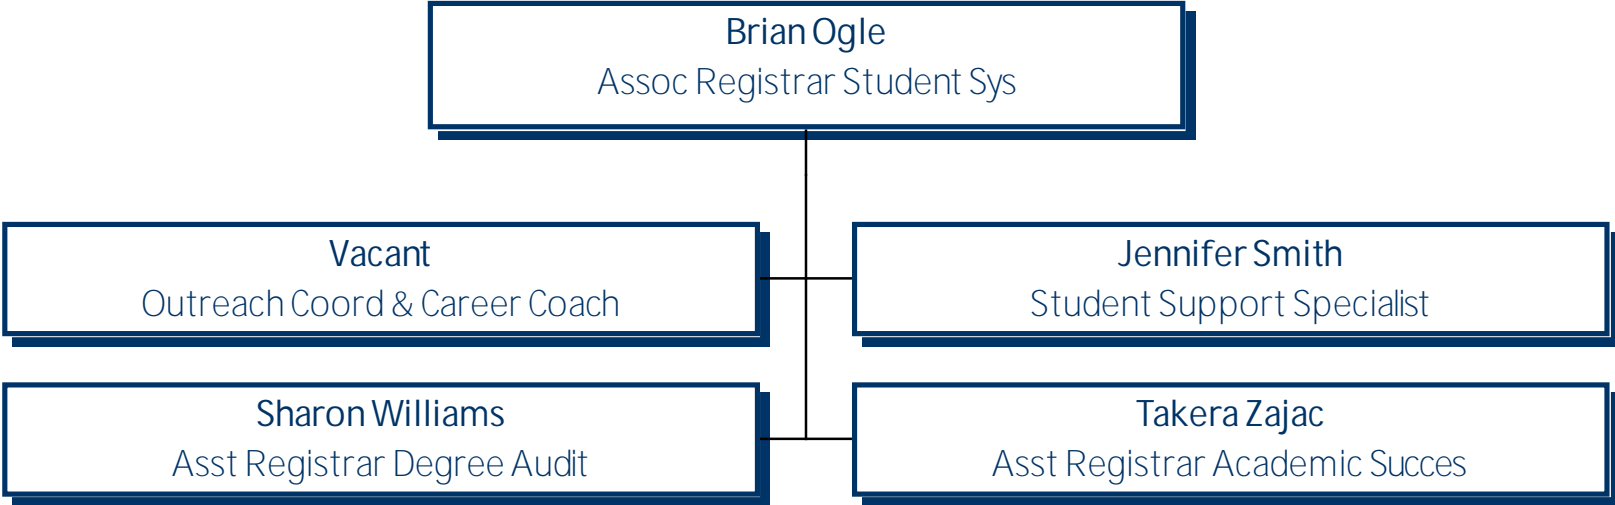 Brian Ogle
Assoc Registrar Student Sys
Vacant
Outreach Coord & Career Coach
Jennifer Smith
Student Support Specialist
Sharon Williams
Asst Registrar Degree Audit
Takera Zajac
Asst Registrar Academic Succes